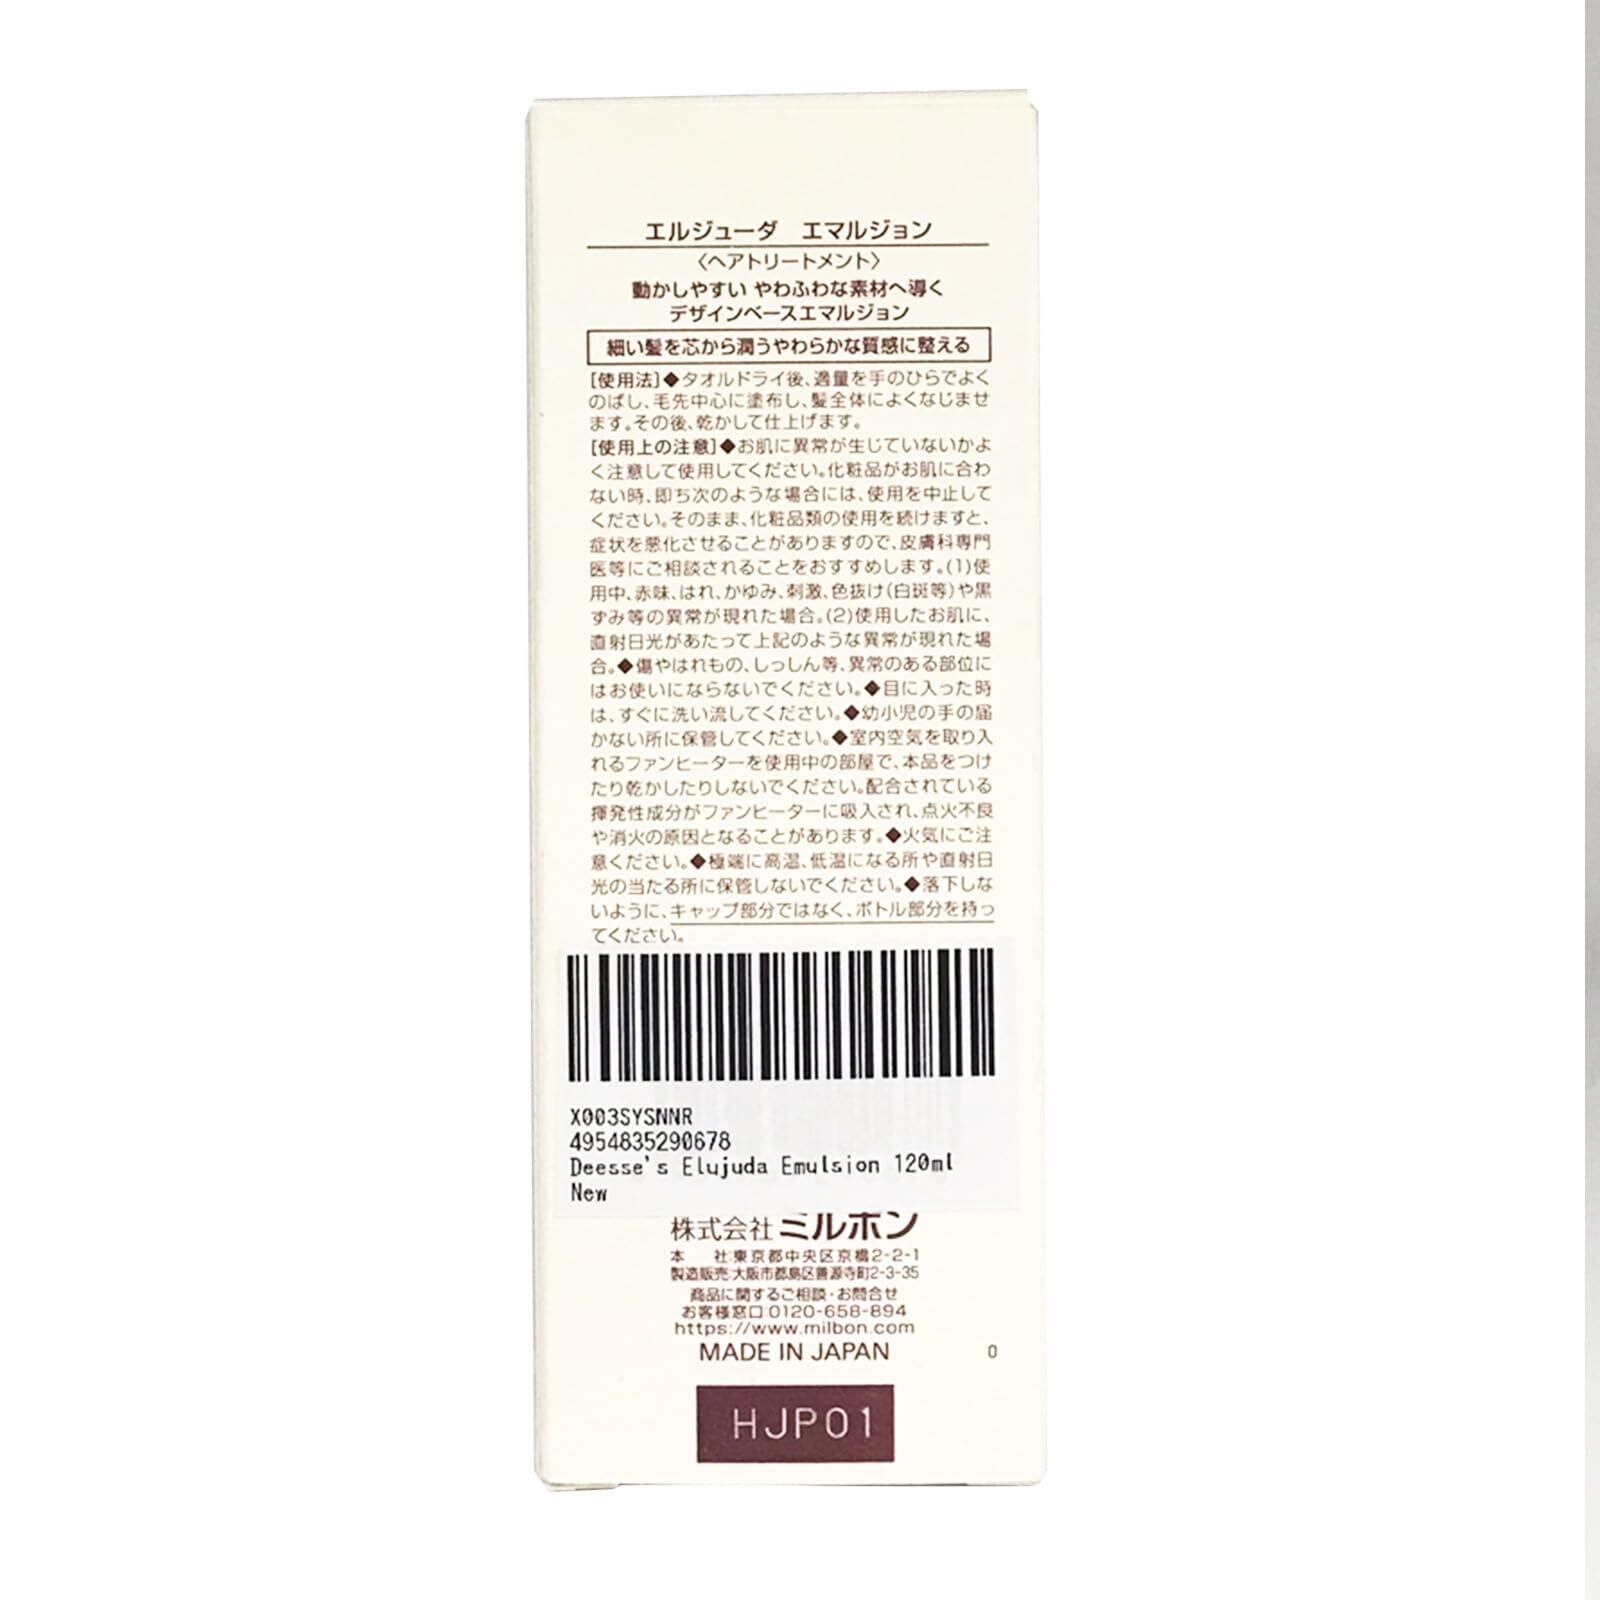 エルジューダ　エマルジョン
〈ヘアトリートメント〉
動かしやすい やわふわな素材へ導く
デザインベースエマルジョン
細い髪を芯から潤うやわらかな質感に整える
[使用法]◆タオルドライ後、適量を手のひらでよく
のばし、毛先中心に塗布し、髪全体によくなじませ
ます。その後、乾かして仕上げます。
[使用上の注意]◆お肌に異常が生じていないかよ
く注意して使用してください。化粧品がお肌に合わ
ない時、即ち次のような場合には、使用を中止して
ください。そのまま、化粧品類の使用を続けますと、
症状を悪化させることがありますので、皮膚科専門
医等にご相談されることをおすすめします。(1)使
用中、赤味、はれ、かゆみ、刺激、色抜け(白斑等)や黒
ずみ等の異常が現れた場合。(2)使用したお肌に、
直射日光があたって上記のような異常が現れた場
合。◆傷やはれもの、しっしん等、異常のある部位に
はお使いにならないでください。◆目に入った時
は、すぐに洗い流してください。◆幼小児の手の届
かない所に保管してください。◆室内空気を取り入
れるファンヒーターを使用中の部屋で、本品をつけ
たり乾かしたりしないでください。配合されている
揮発性成分がファンヒーターに吸入され、点火不良
や消火の原因となることがあります。◆火気にご注
意ください。◆極端に高温、低温になる所や直射日
光の当たる所に保管しないでください。◆落下しな
いように、キャップ部分ではなく、ボトル部分を持っ
てください。
X003SYSNNR
4954835290678
Deesse's Elujuda Emulsion 120ml
New
株式会社 ミルボン
本　社:東京都中央区京橋2-2-1
製造販売:大阪市都島区善源寺町2-3-35
商品に関するご相談・お問合せ
お客様窓口:0120-658-894
https://www.milbon.com
MADE IN JAPAN 0
HJP01